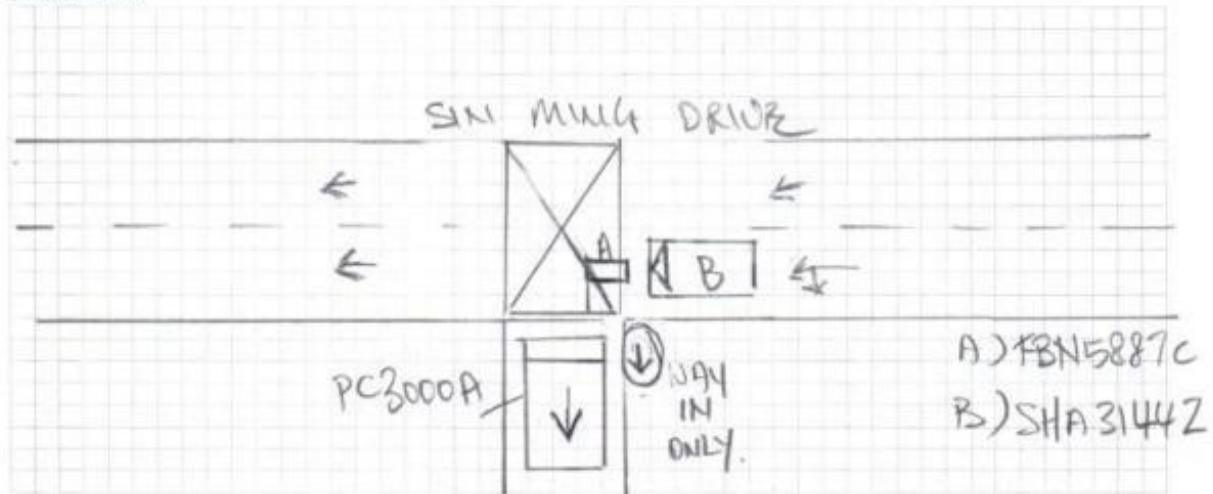 SIN MING DRIVE
A
B
PC3000A
WAY
IN
ONLY.
A) FBN5887C
B) SHA3144Z